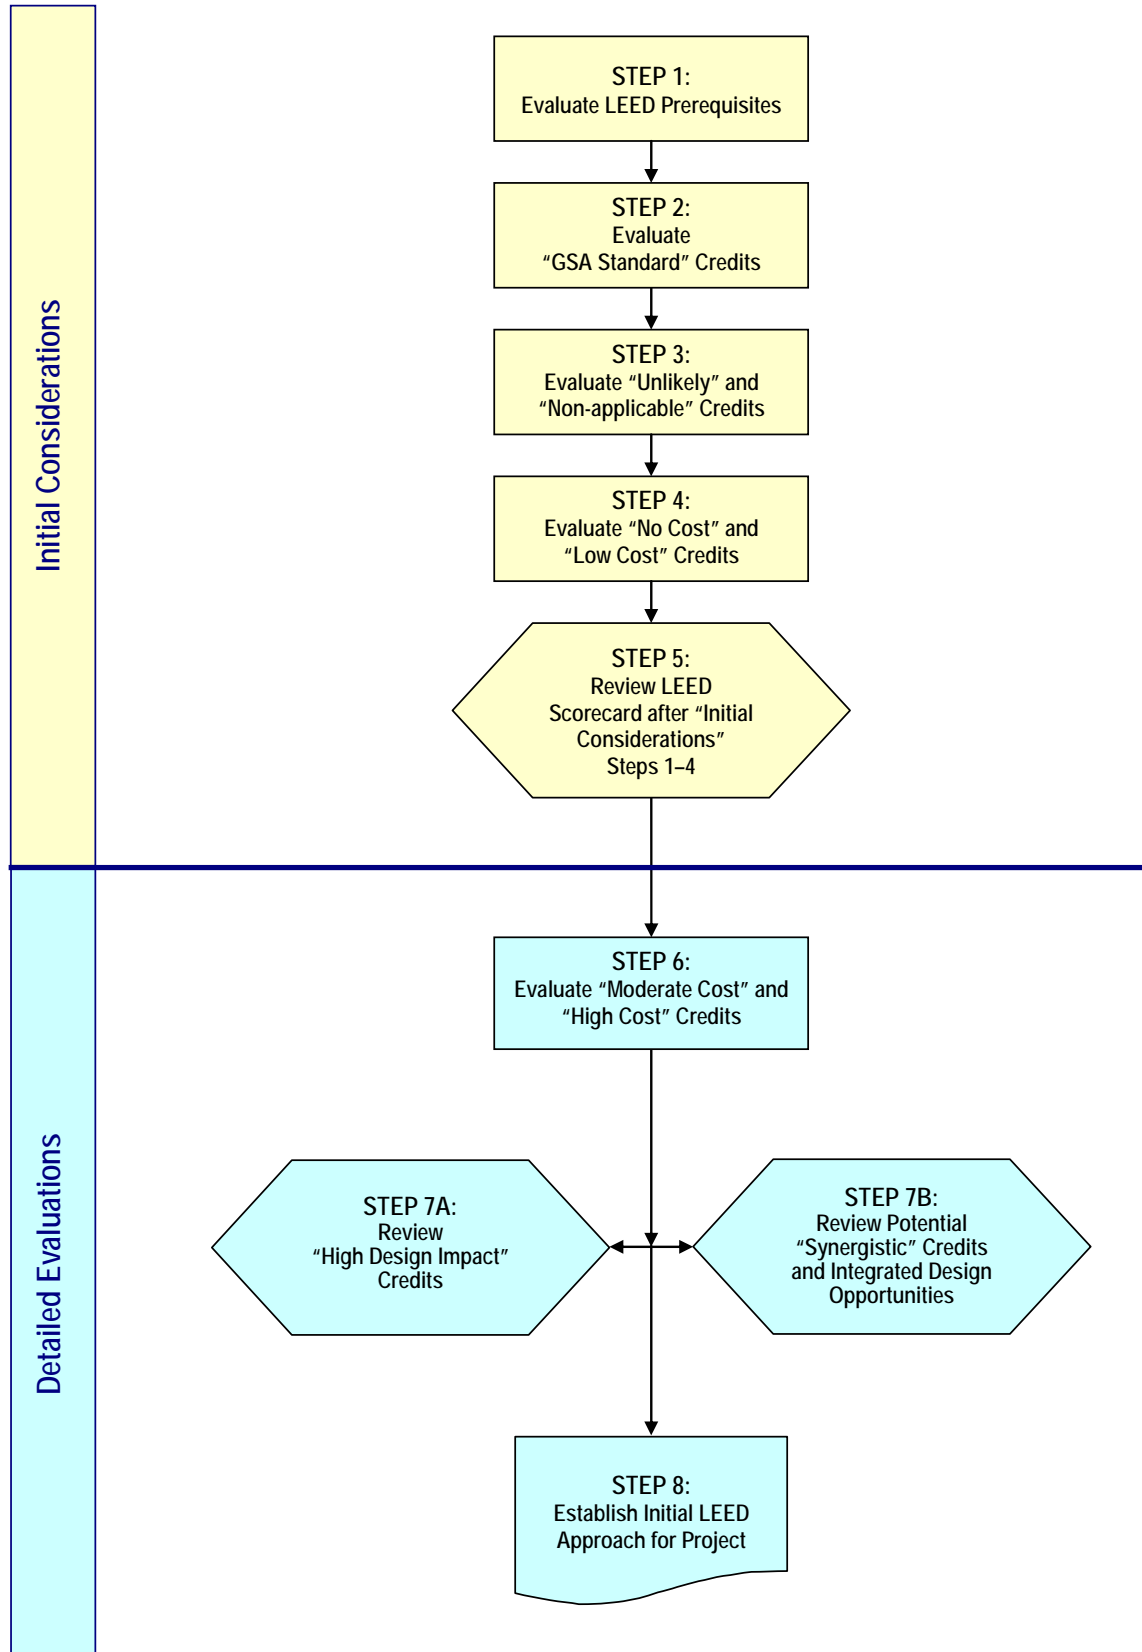 Initial Considerations
STEP 1:
Evaluate LEED Prerequisites
STEP 2:
Evaluate
“GSA Standard” Credits
STEP 3:
Evaluate “Unlikely” and
“Non-applicable” Credits
STEP 4:
Evaluate “No Cost” and
“Low Cost” Credits
STEP 5:
Review LEED
Scorecard after “Initial
Considerations”
Steps 1–4
Detailed Evaluations
STEP 6:
Evaluate “Moderate Cost” and
“High Cost” Credits
STEP 7A:
Review
“High Design Impact”
Credits
STEP 7B:
Review Potential
“Synergistic” Credits
and Integrated Design
Opportunities
STEP 8:
Establish Initial LEED
Approach for Project